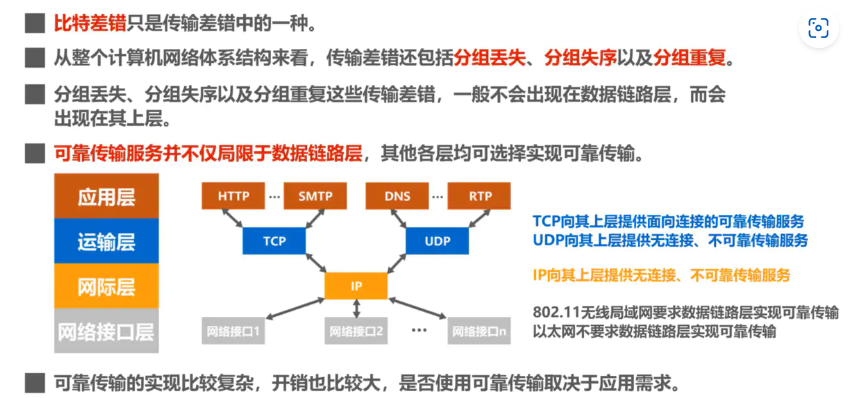 比特差错只是传输差错中的一种。
从整个计算机网络体系结构来看，传输差错还包括分组丢失、分组失序以及分组重复。
分组丢失、分组失序以及分组重复这些传输差错，一般不会出现在数据链路层，而会
出现在其上层。
可靠传输服务并不仅局限于数据链路层，其他各层均可选择实现可靠传输。
应用层
HTTP ··· SMTP
DNS ··· RTP
运输层
TCP
UDP
TCP向其上层提供面向连接的可靠传输服务
UDP向其上层提供无连接、不可靠传输服务
网际层
IP
IP向其上层提供无连接、不可靠传输服务
网络接口层
网络接口1
网络接口2
···
网络接口n
802.11无线局域网要求数据链路层实现可靠传输
以太网不要求数据链路层实现可靠传输
可靠传输的实现比较复杂，开销也比较大，是否使用可靠传输取决于应用需求。